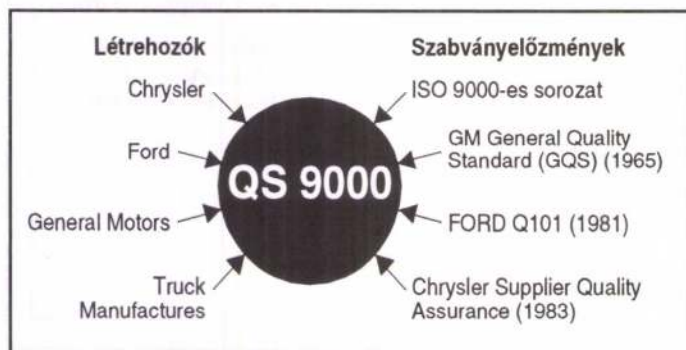 Létrehozók
Chrysler
Ford
General Motors
Truck
Manufactures
QS 9000
Szabványelőzmények
ISO 9000-es sorozat
GM General Quality
Standard (GQS) (1965)
FORD Q101 (1981)
Chrysler Supplier Quality
Assurance (1983)